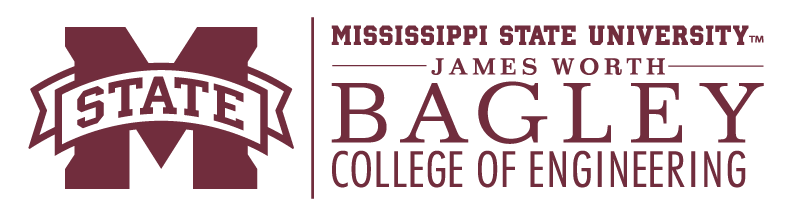 M
STATE
MISSISSIPPI STATE UNIVERSITY™
JAMES WORTH
BAGLEY
COLLEGE OF ENGINEERING